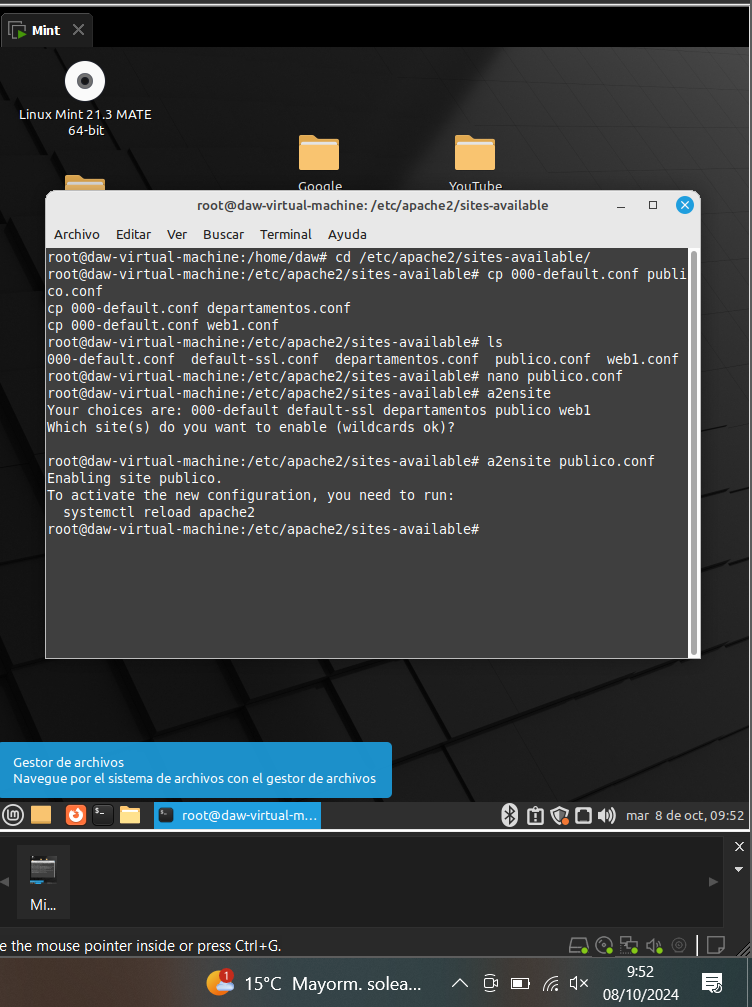 Mint
Linux Mint 21.3 MATE
64-bit
Google
YouTube
root@daw-virtual-machine: /etc/apache2/sites-available
Archivo Editar Ver Buscar Terminal Ayuda
root@daw-virtual-machine:/home/daw# cd /etc/apache2/sites-available/
root@daw-virtual-machine:/etc/apache2/sites-available# cp 000-default.conf publi
co.conf
cp 000-default.conf departamentos.conf
cp 000-default.conf web1.conf
root@daw-virtual-machine:/etc/apache2/sites-available# ls
000-default.conf  default-ssl.conf  departamentos.conf  publico.conf  web1.conf
root@daw-virtual-machine:/etc/apache2/sites-available# nano publico.conf
root@daw-virtual-machine:/etc/apache2/sites-available# a2ensite
Your choices are: 000-default default-ssl departamentos publico web1
Which site(s) do you want to enable (wildcards ok)?
root@daw-virtual-machine:/etc/apache2/sites-available# a2ensite publico.conf
Enabling site publico.
To activate the new configuration, you need to run:
  systemctl reload apache2
root@daw-virtual-machine:/etc/apache2/sites-available#
Gestor de archivos
Navegue por el sistema de archivos con el gestor de archivos
root@daw-virtual-m...
mar 8 de oct, 09:52
Mi...
e the mouse pointer inside or press Ctrl+G.
1
15°C Mayorm. solea...
9:52
08/10/2024